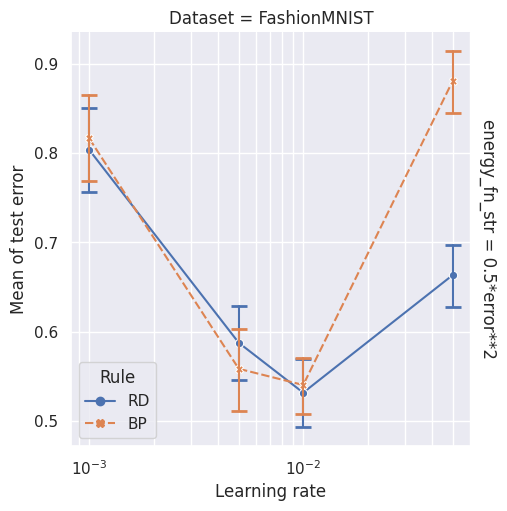 Dataset = FashionMNIST
0.9
0.8
0.7
0.6
0.5
Mean of test error
energy_fn_str = 0.5*error**2
Rule
RD
BP
10⁻³
10⁻²
Learning rate